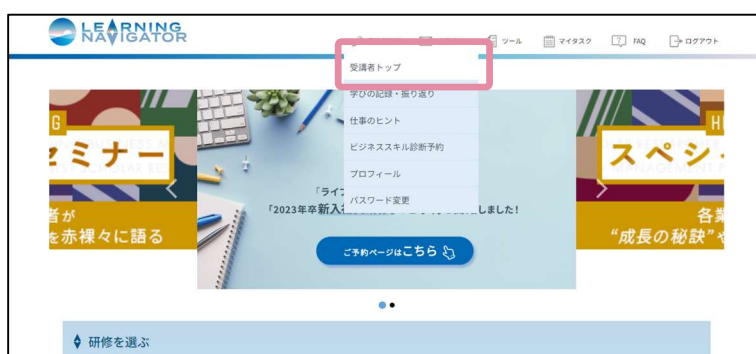 LEARNING
NAVIGATOR
ツール
マイタスク
FAQ
ログアウト
受講者トップ
学びの記録・振り返り
仕事のヒント
ビジネススキル診断予約
プロフィール
パスワード変更
G
セミナー
者が
を赤裸々に語る
「ライフ
「2023年卒新入社
しました!
ご予約ページはこちら
スペシ
各業
“成長の秘訣”や
研修を選ぶ